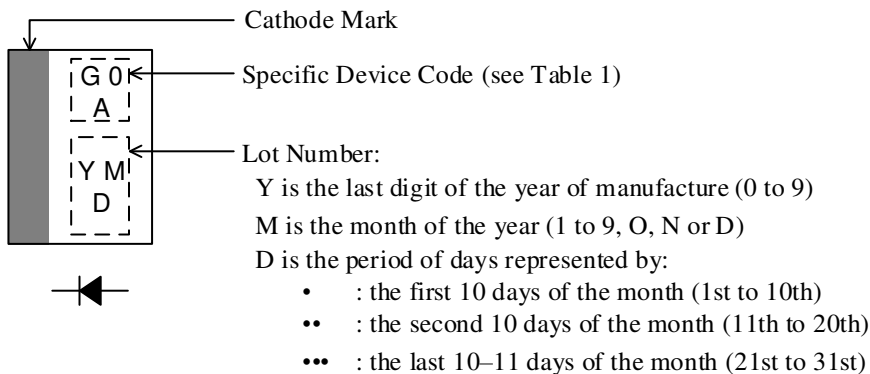 Cathode Mark
G 0
A
Specific Device Code (see Table 1)
Y M
D
Lot Number:
Y is the last digit of the year of manufacture (0 to 9)
M is the month of the year (1 to 9, O, N or D)
D is the period of days represented by:
• : the first 10 days of the month (1st to 10th)
•• : the second 10 days of the month (11th to 20th)
••• : the last 10–11 days of the month (21st to 31st)